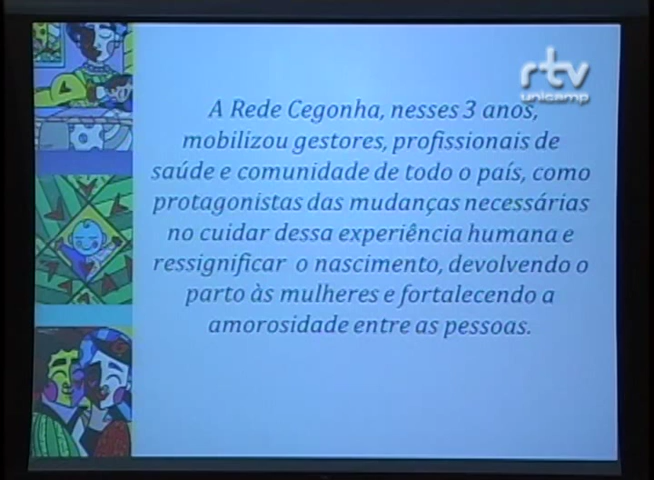 rtv
unicamp
A Rede Cegonha, nesses 3 anos,
mobilizou gestores, profissionais de
saúde e comunidade de todo o país, como
protagonistas das mudanças necessárias
no cuidar dessa experiência humana e
ressignificar o nascimento, devolvendo o
parto às mulheres e fortalecendo a
amorosidade entre as pessoas.